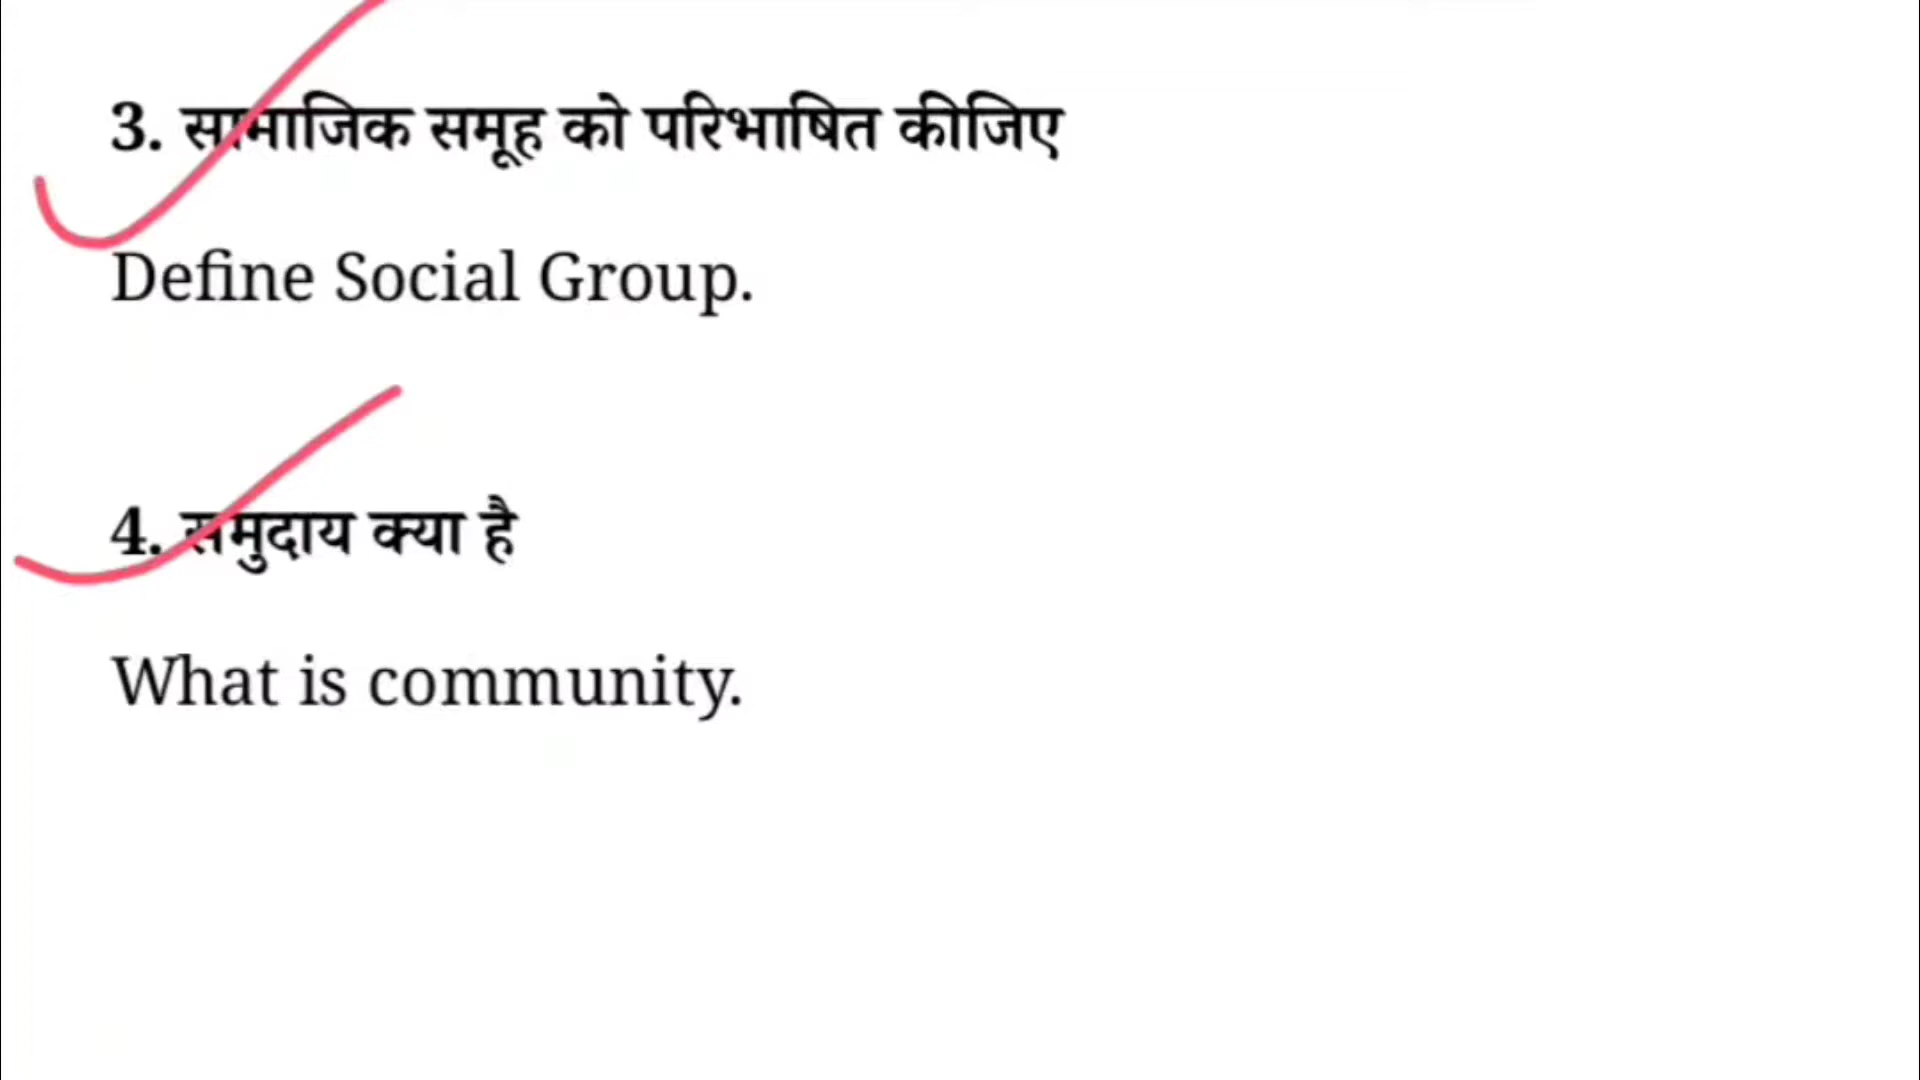 3. सामाजिक समूह को परिभाषित कीजिए
Define Social Group.
4. समुदाय क्या है
What is community.